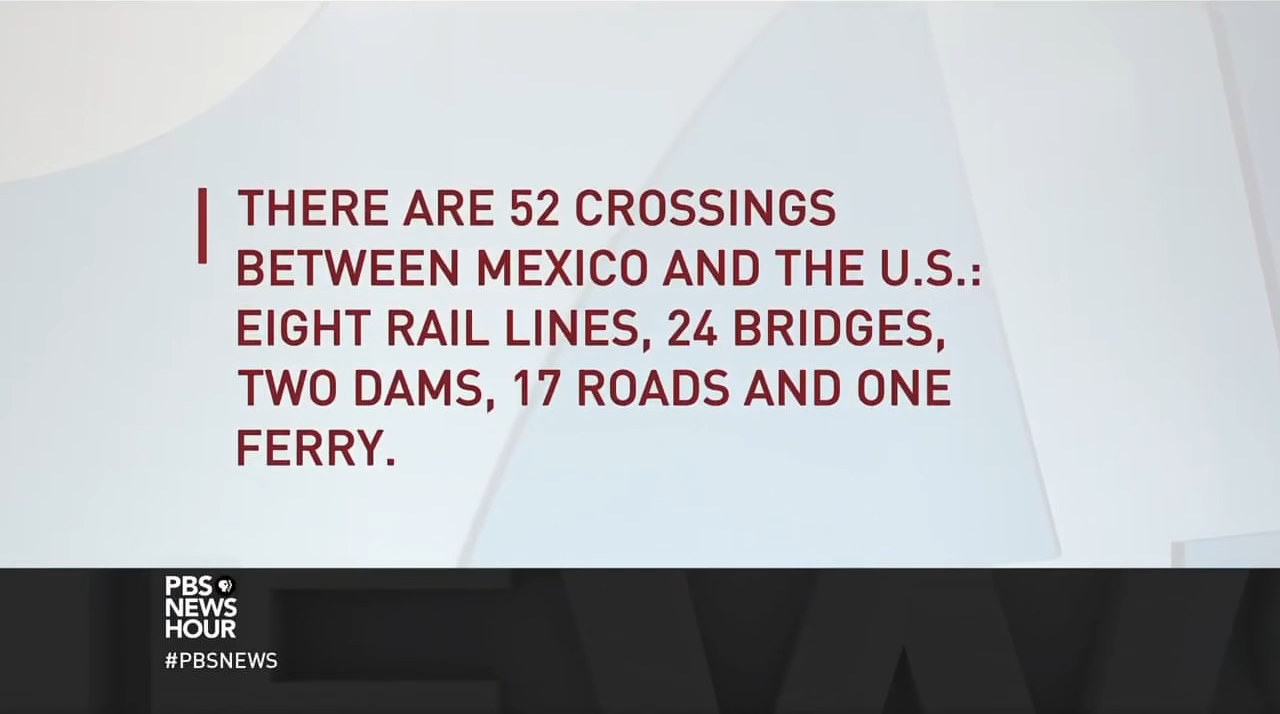 THERE ARE 52 CROSSINGS
BETWEEN MEXICO AND THE U.S.:
EIGHT RAIL LINES, 24 BRIDGES,
TWO DAMS, 17 ROADS AND ONE
FERRY.
PBS
NEWS
HOUR
#PBSNEWS